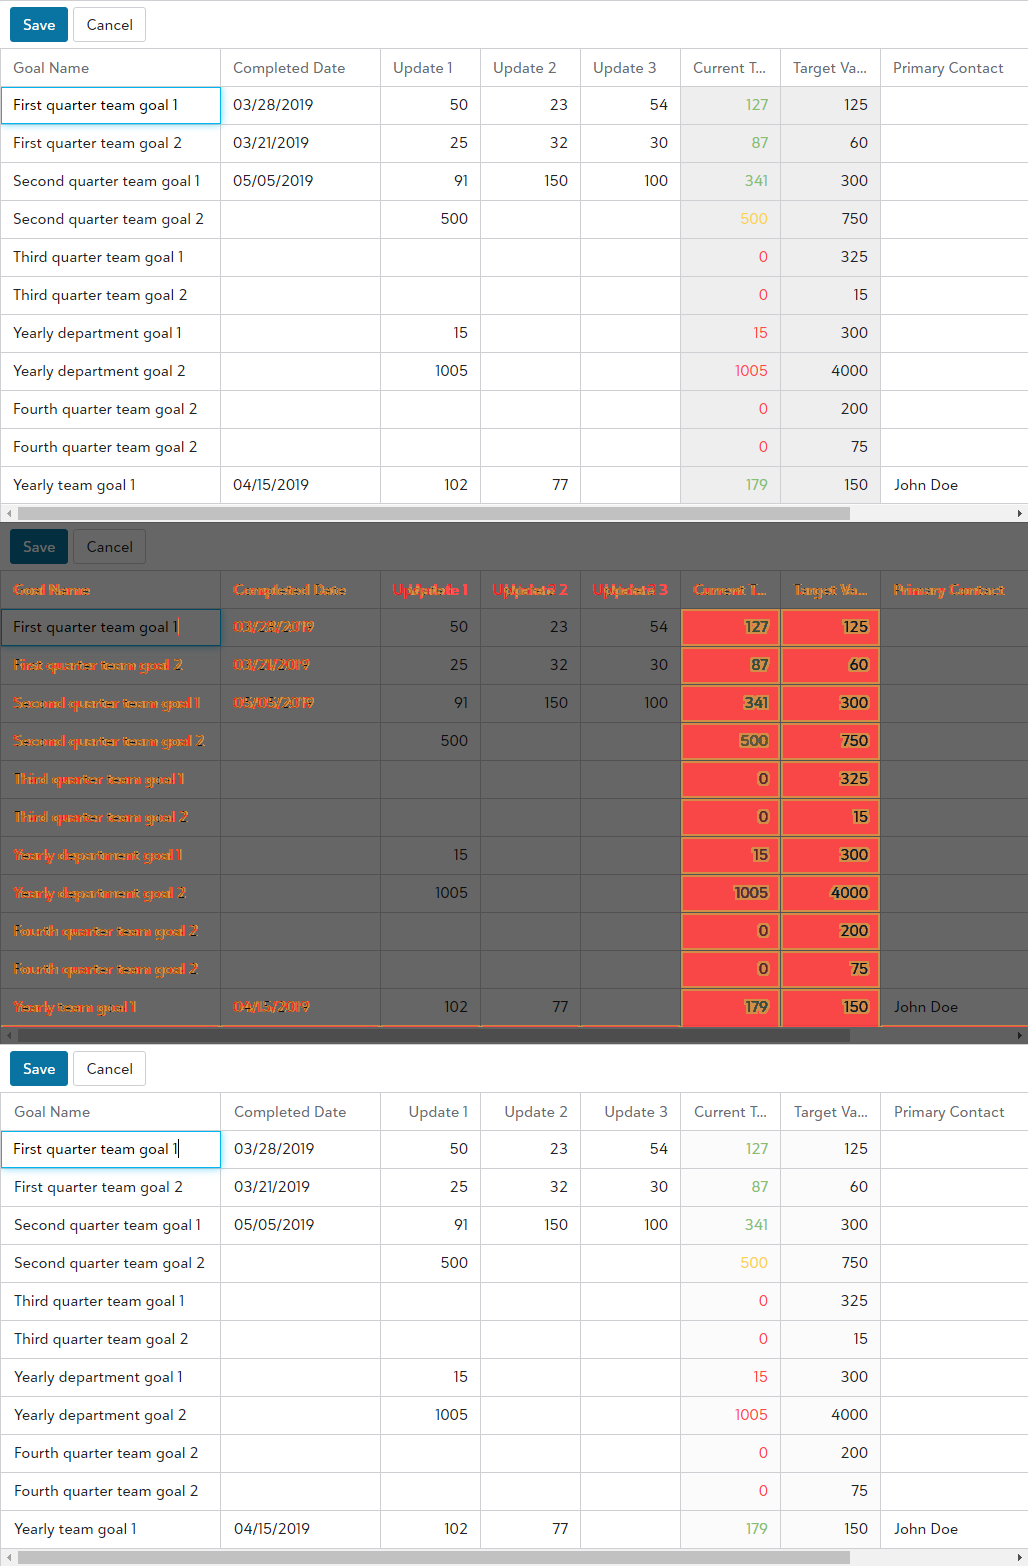 Save Cancel
Goal Name Completed Date Update 1 Update 2 Update 3 Current T... Target Va... Primary Contact
First quarter team goal 1 03/28/2019 50 23 54 127 125
First quarter team goal 2 03/21/2019 25 32 30 87 60
Second quarter team goal 1 05/05/2019 91 150 100 341 300
Second quarter team goal 2 500 500 750
Third quarter team goal 1 0 325
Third quarter team goal 2 0 15
Yearly department goal 1 15 15 300
Yearly department goal 2 1005 1005 4000
Fourth quarter team goal 2 0 200
Fourth quarter team goal 2 0 75
Yearly team goal 1 04/15/2019 102 77 179 150 John Doe
Save Cancel
Goal Name Completed Date Update 1 Update 2 Update 3 Current T... Target Va... Primary Contact
First quarter team goal 1 03/28/2019 50 23 54 127 125
First quarter team goal 2 03/21/2019 25 32 30 87 60
Second quarter team goal 1 05/05/2019 91 150 100 341 300
Second quarter team goal 2 500 500 750
Third quarter team goal 1 0 325
Third quarter team goal 2 0 15
Yearly department goal 1 15 15 300
Yearly department goal 2 1005 1005 4000
Fourth quarter team goal 2 0 200
Fourth quarter team goal 2 0 75
Yearly team goal 1 04/15/2019 102 77 179 150 John Doe
Save Cancel
Goal Name Completed Date Update 1 Update 2 Update 3 Current T... Target Va... Primary Contact
First quarter team goal 1 03/28/2019 50 23 54 127 125
First quarter team goal 2 03/21/2019 25 32 30 87 60
Second quarter team goal 1 05/05/2019 91 150 100 341 300
Second quarter team goal 2 500 500 750
Third quarter team goal 1 0 325
Third quarter team goal 2 0 15
Yearly department goal 1 15 15 300
Yearly department goal 2 1005 1005 4000
Fourth quarter team goal 2 0 200
Fourth quarter team goal 2 0 75
Yearly team goal 1 04/15/2019 102 77 179 150 John Doe